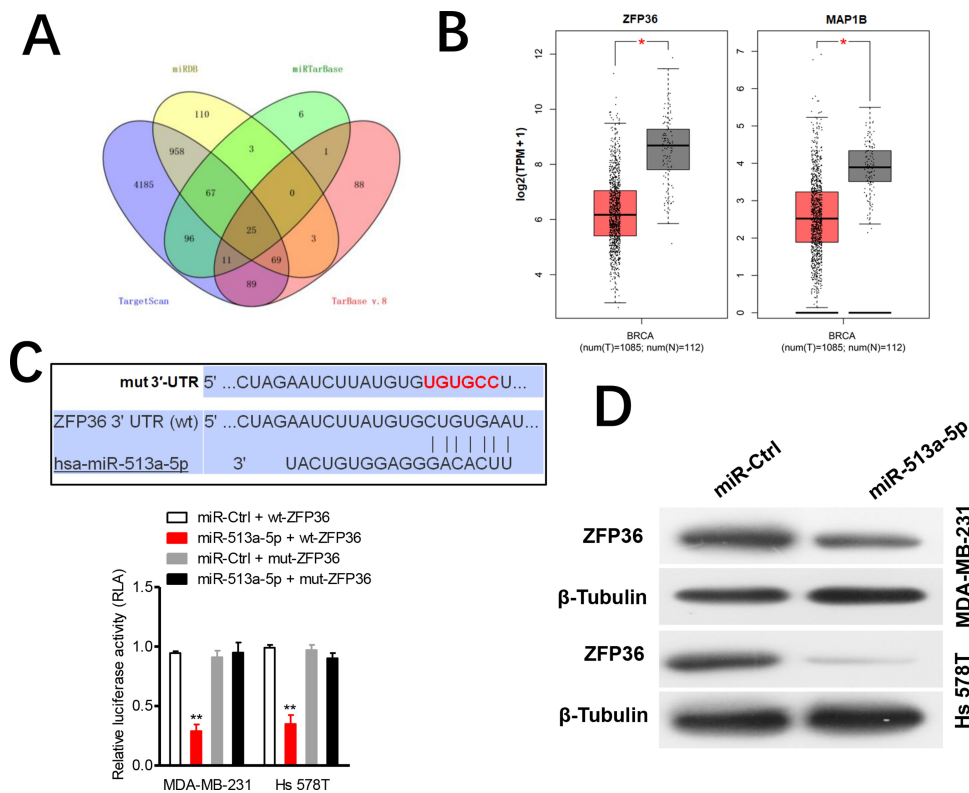 A
miRDB
miRTarBase
110
6
958
3
1
4185
67
0
88
96
25
11
69
3
89
TargetScan
TarBase v.8
B
ZFP36
MAP1B
log2(TPM + 1)
12
10
8
6
4
*
BRCA
(num(T)=1085; num(N)=112)
7
6
5
4
3
2
1
0
*
BRCA
(num(T)=1085; num(N)=112)
C
mut 3'-UTR 5' ...CUAGAAUCUUAUGUGUGUGCCU...
ZFP36 3' UTR (wt) 5' ...CUAGAAUCUUAUGUGCUGUGAAU...
hsa-miR-513a-5p 3' UACUGUGGAGGGACACUU
miR-Ctrl + wt-ZFP36
miR-513a-5p + wt-ZFP36
miR-Ctrl + mut-ZFP36
miR-513a-5p + mut-ZFP36
Relative luciferase activity (RLA)
1.5
1.0
0.5
0.0
**
**
MDA-MB-231 Hs 578T
D
miR-Ctrl
miR-513a-5p
ZFP36
β-Tubulin
MDA-MB-231
ZFP36
β-Tubulin
Hs 578T